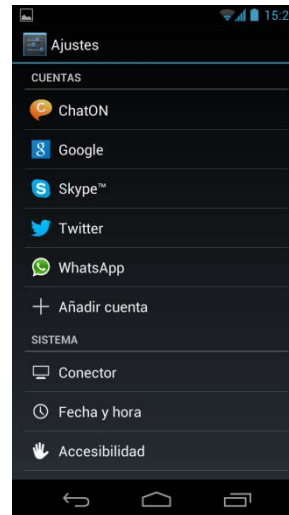 15:2
Ajustes
CUENTAS
ChatON
Google
Skype™
Twitter
WhatsApp
Añadir cuenta
SISTEMA
Conector
Fecha y hora
Accesibilidad